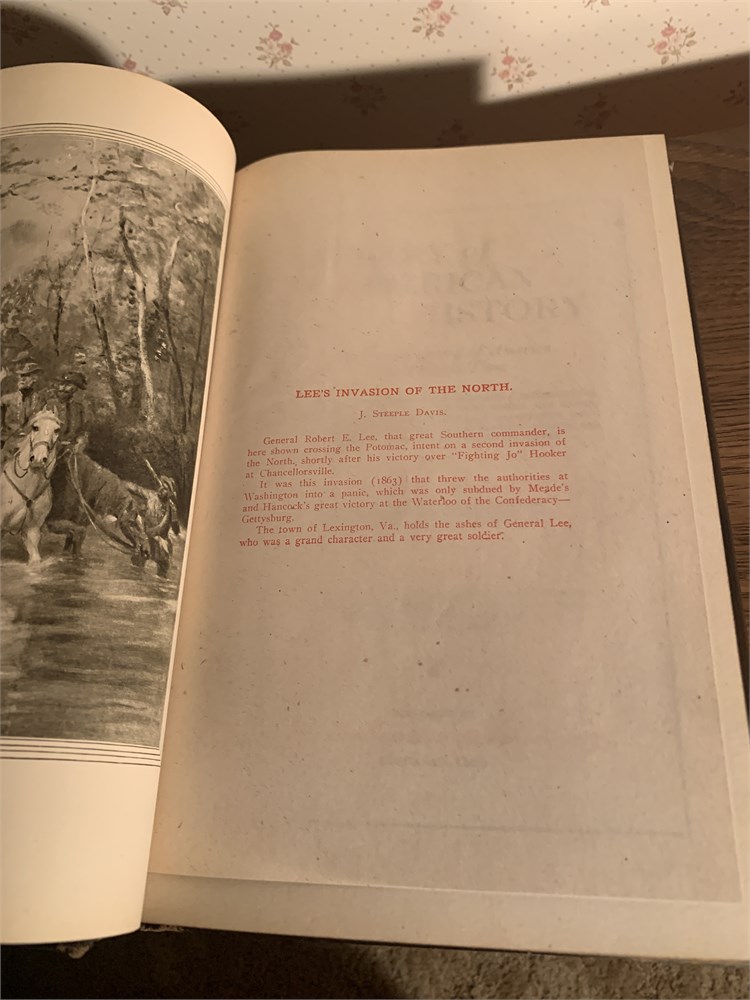 LEE'S INVASION OF THE NORTH.
J. STEEPLE DAVIS.
General Robert E. Lee, that great Southern commander, is
here shown crossing the Potomac, intent on a second invasion of
the North, shortly after his victory over "Fighting Jo" Hooker
at Chancellorsville.
It was this invasion (1863) that threw the authorities at
Washington into a panic, which was only subdued by Meade's
and Hancock's great victory at the Waterloo of the Confederacy—
Gettysburg.
The town of Lexington, Va., holds the ashes of General Lee,
who was a grand character and a very great soldier.